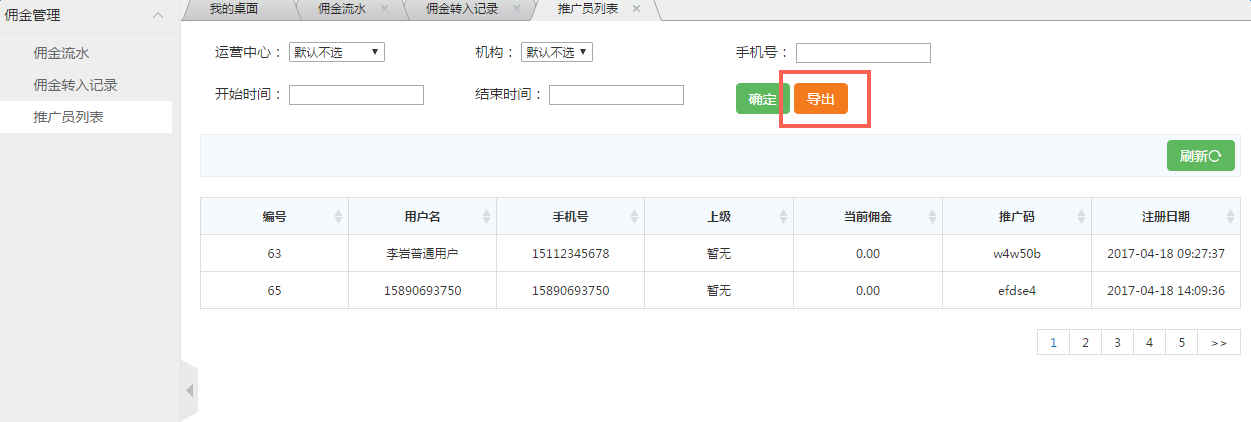 佣金管理
佣金流水
佣金转入记录
推广员列表
我的桌面 佣金流水 × 佣金转入记录 × 推广员列表 ×
运营中心： 默认不选 机构： 默认不选 手机号：
开始时间： 结束时间： 确定 导出
刷新
编号 用户名 手机号 上级 当前佣金 推广码 注册日期
63 李岩普通用户 15112345678 暂无 0.00 w4w50b 2017-04-18 09:27:37
65 15890693750 15890693750 暂无 0.00 efdse4 2017-04-18 14:09:36
1 2 3 4 5 >>